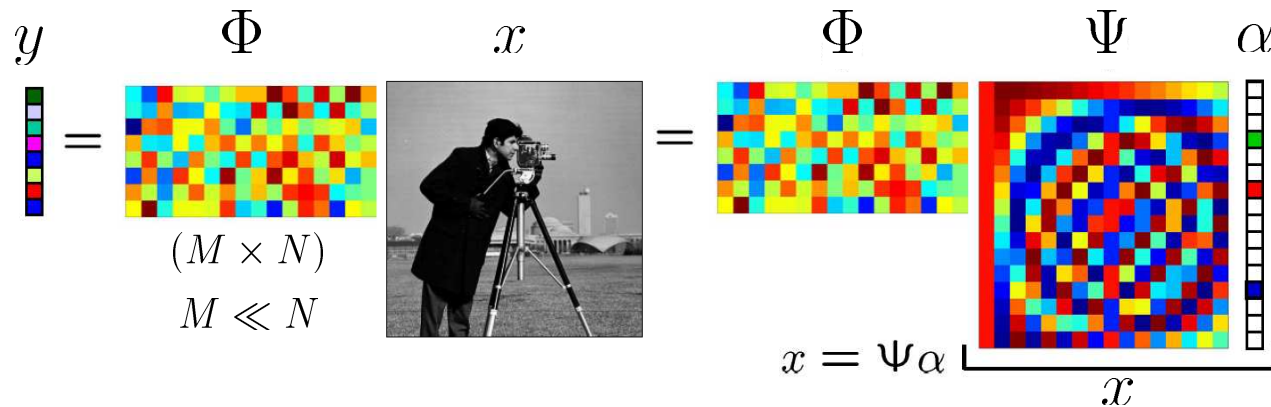 y = Φ x = Φ Ψ α
(M × N)
M ≪ N
x = Ψα
x